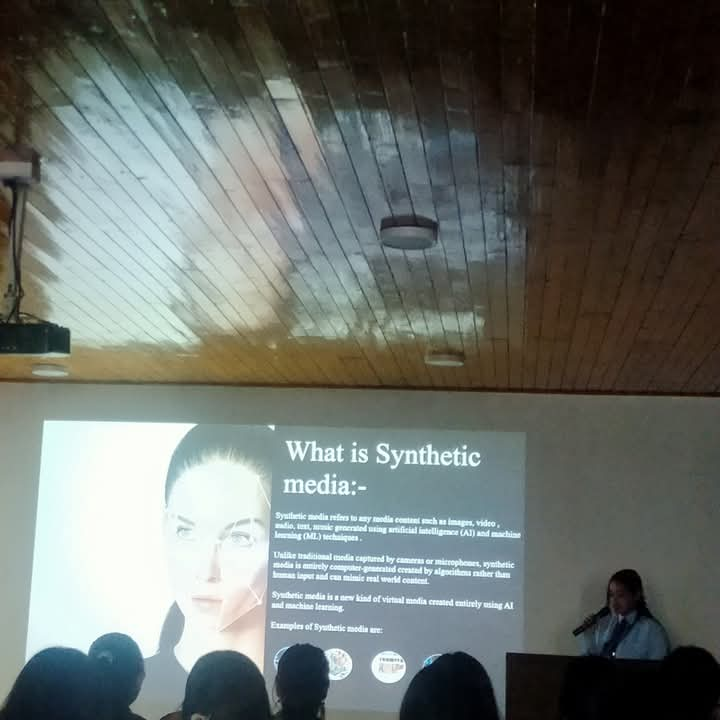 What is Synthetic
media:-
Synthetic media refers to any media content such as images, video ,
audio, text, music generated using artificial intelligence (AI) and machine
learning (ML) techniques .
Unlike traditional media captured by cameras or microphones, synthetic
media is entirely computer-generated created by algorithms rather than
human input and can mimic real world content.
Synthetic media is a new kind of virtual media created entirely using AI
and machine learning.
Examples of Synthetic media are: